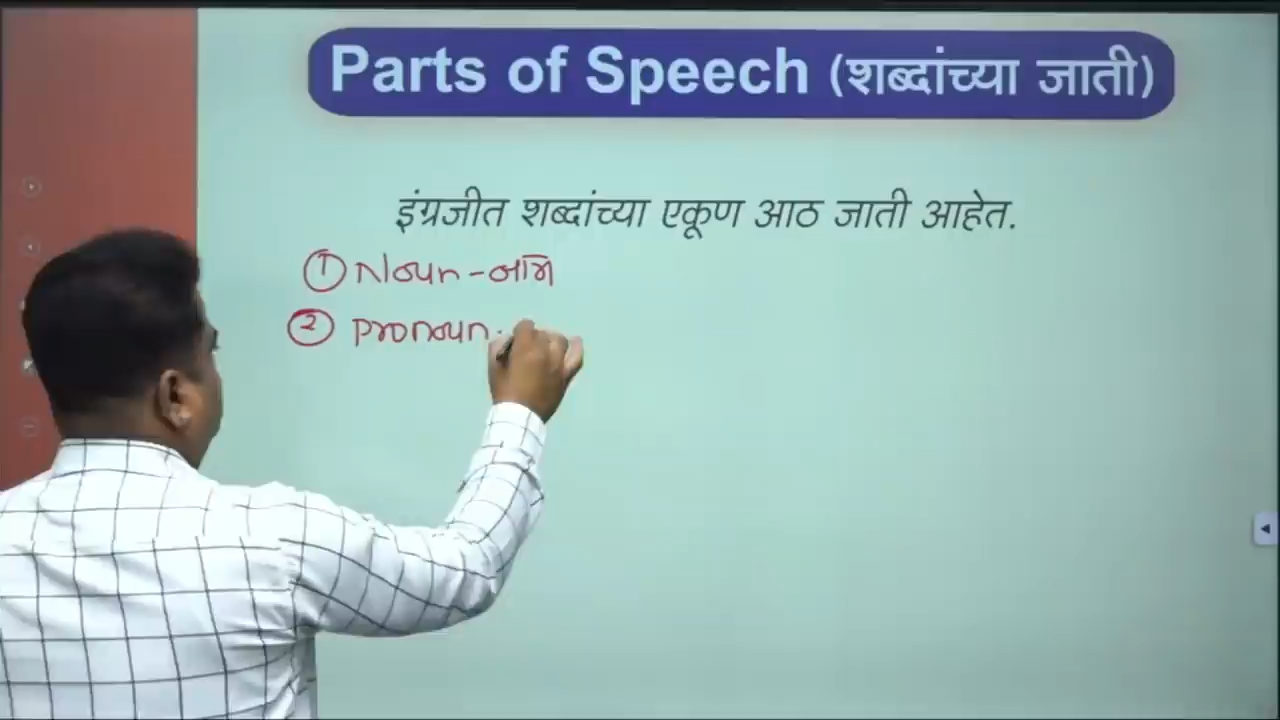 Parts of Speech (शब्दांच्या जाती)
इंग्रजीत शब्दांच्या एकूण आठ जाती आहेत.
① Noun - नाम
② Pronoun -